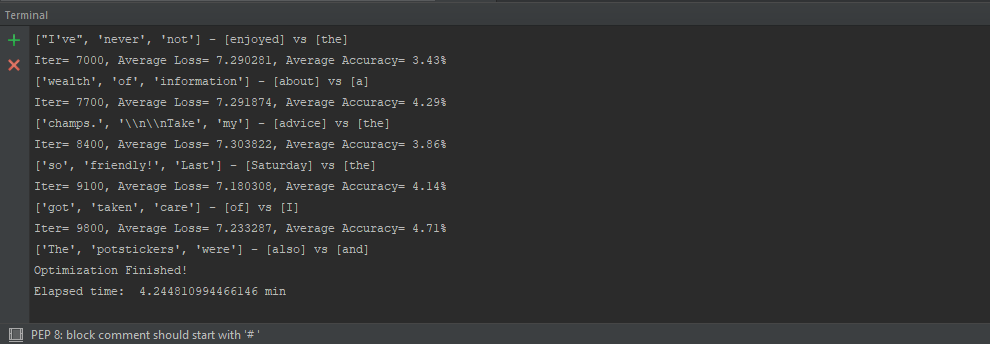 Terminal
["I've", 'never', 'not'] - [enjoyed] vs [the]
Iter= 7000, Average Loss= 7.290281, Average Accuracy= 3.43%
['wealth', 'of', 'information'] - [about] vs [a]
Iter= 7700, Average Loss= 7.291874, Average Accuracy= 4.29%
['champs.', '\\n\\nTake', 'my'] - [advice] vs [the]
Iter= 8400, Average Loss= 7.303822, Average Accuracy= 3.86%
['so', 'friendly!', 'Last'] - [Saturday] vs [the]
Iter= 9100, Average Loss= 7.180308, Average Accuracy= 4.14%
['got', 'taken', 'care'] - [of] vs [I]
Iter= 9800, Average Loss= 7.233287, Average Accuracy= 4.71%
['The', 'potstickers', 'were'] - [also] vs [and]
Optimization Finished!
Elapsed time:  4.244810994466146 min
PEP 8: block comment should start with '# '